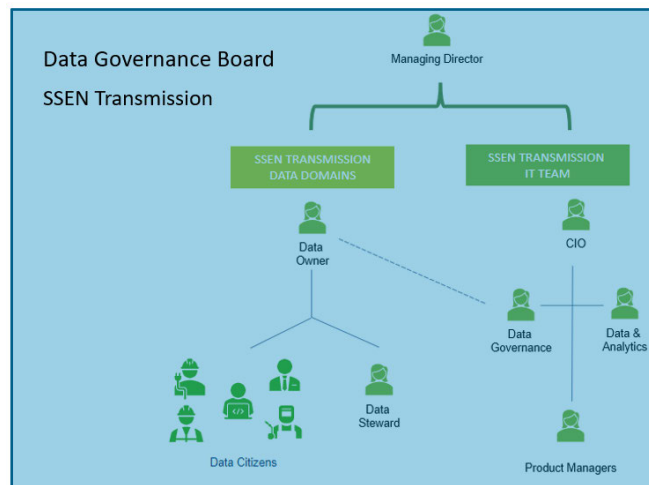 Data Governance Board
SSEN Transmission
Managing Director
SSEN TRANSMISSION
DATA DOMAINS
SSEN TRANSMISSION
IT TEAM
Data
Owner
CIO
Data
Governance
Data &
Analytics
Data
Steward
Data Citizens
Product Managers